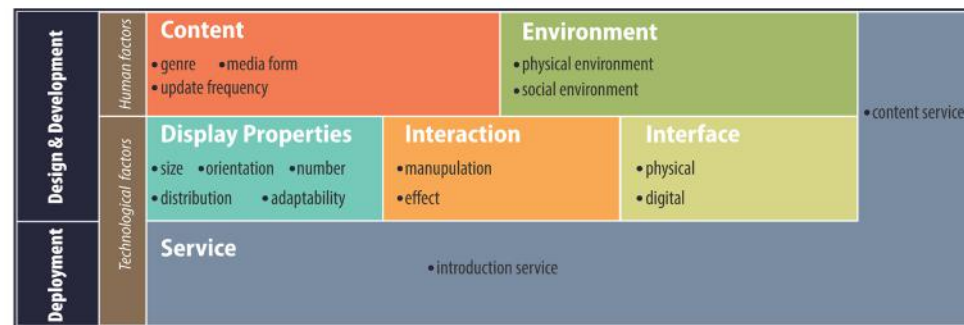 Design & Development
Human factors
Content
• genre • media form
• update frequency
Environment
• physical environment
• social environment
• content service
Technological factors
Display Properties
• size • orientation • number
• distribution • adaptability
Interaction
• manupulation
• effect
Interface
• physical
• digital
Deployment
Service
• introduction service